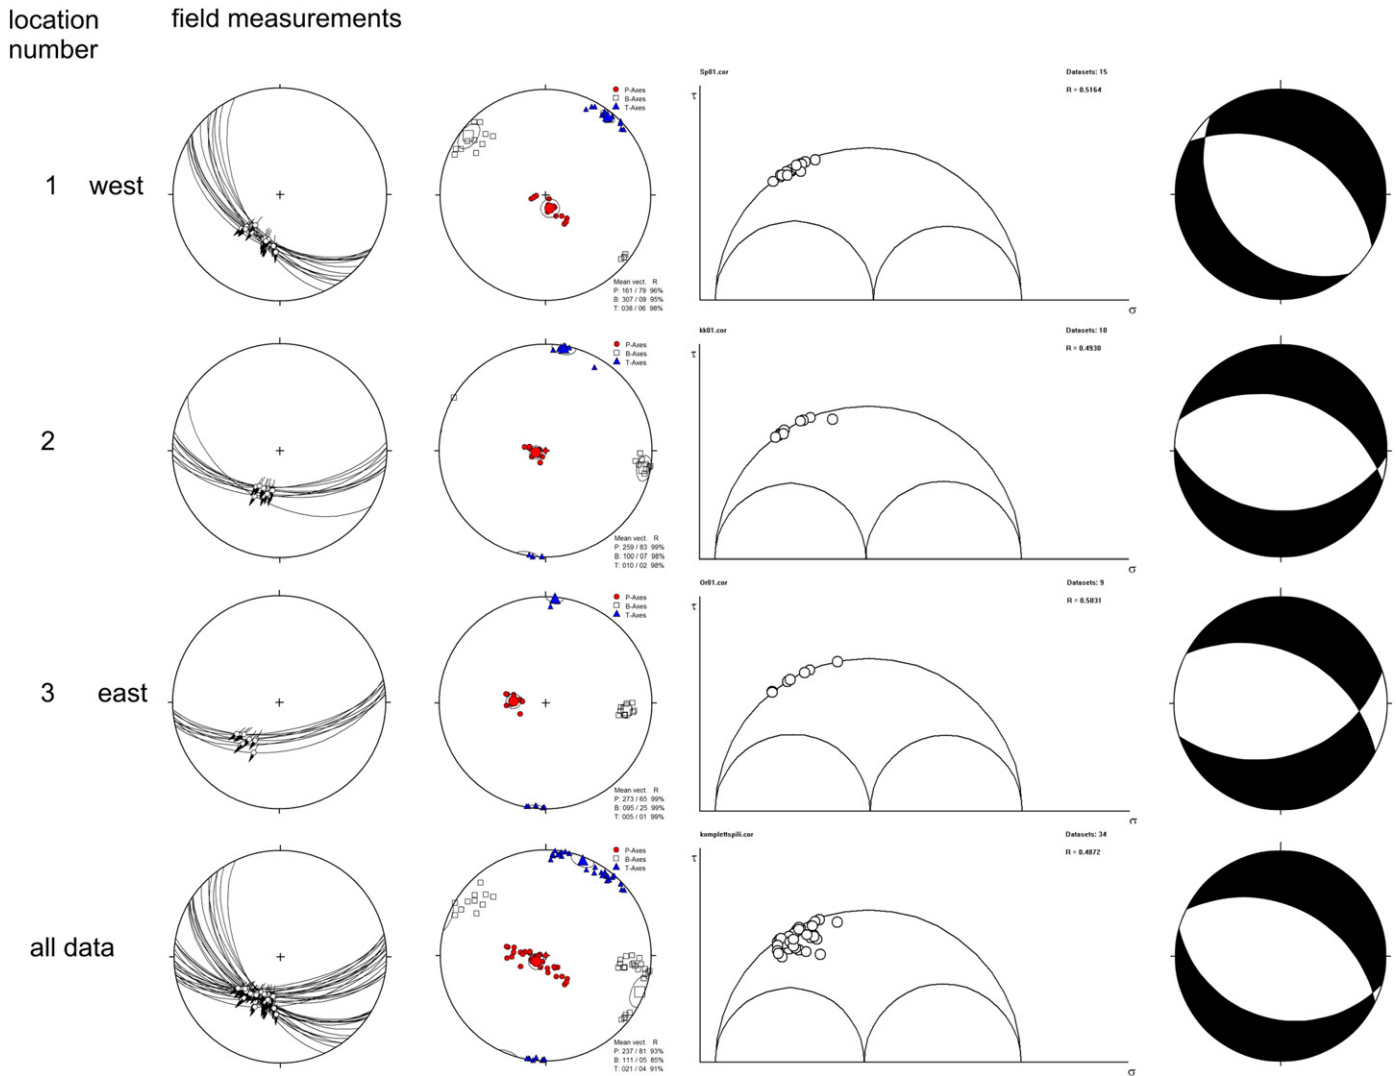 location
number
field measurements
1 west
P-Axes
B-Axes
T-Axes
Mean vect. R
P: 161 / 79 96%
B: 307 / 09 95%
T: 038 / 06 98%
Sp01.cor
Datasets: 15
R = 0.5164
τ
σ
2
P-Axes
B-Axes
T-Axes
Mean vect. R
P: 259 / 83 99%
B: 100 / 07 98%
T: 010 / 02 98%
kk01.cor
Datasets: 10
R = 0.4930
τ
σ
3 east
P-Axes
B-Axes
T-Axes
Mean vect. R
P: 273 / 65 99%
B: 095 / 25 99%
T: 005 / 01 99%
Or01.cor
Datasets: 9
R = 0.5031
τ
σ
all data
P-Axes
B-Axes
T-Axes
Mean vect. R
P: 237 / 81 93%
B: 111 / 05 85%
T: 021 / 04 91%
komplettspili.cor
Datasets: 34
R = 0.4872
τ
σ